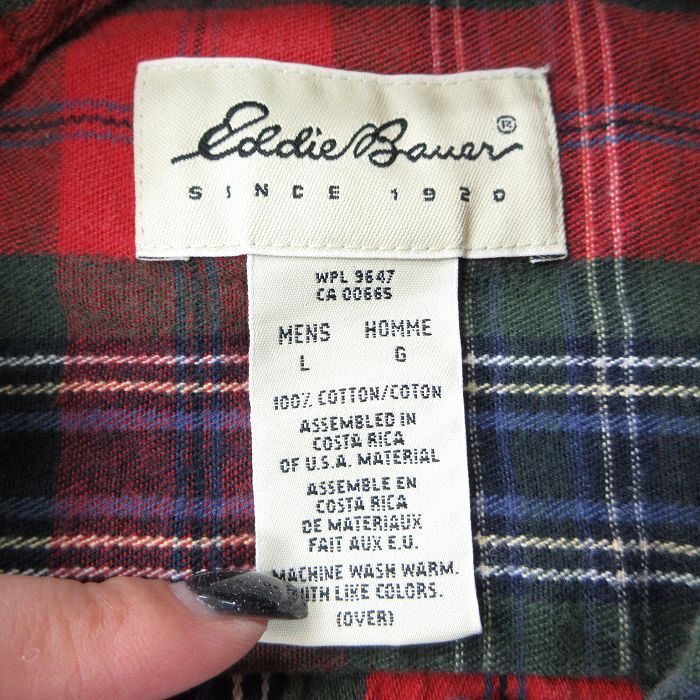 Eddie Bauer®
SINCE 1920
WPL 9647
CA 00665
MENS HOMME
L G
100% COTTON/COTON
ASSEMBLED IN
COSTA RICA
OF U.S.A. MATERIAL
ASSEMBLE EN
COSTA RICA
DE MATERIAUX
FAIT AUX E.U.
MACHINE WASH WARM.
WITH LIKE COLORS.
(OVER)